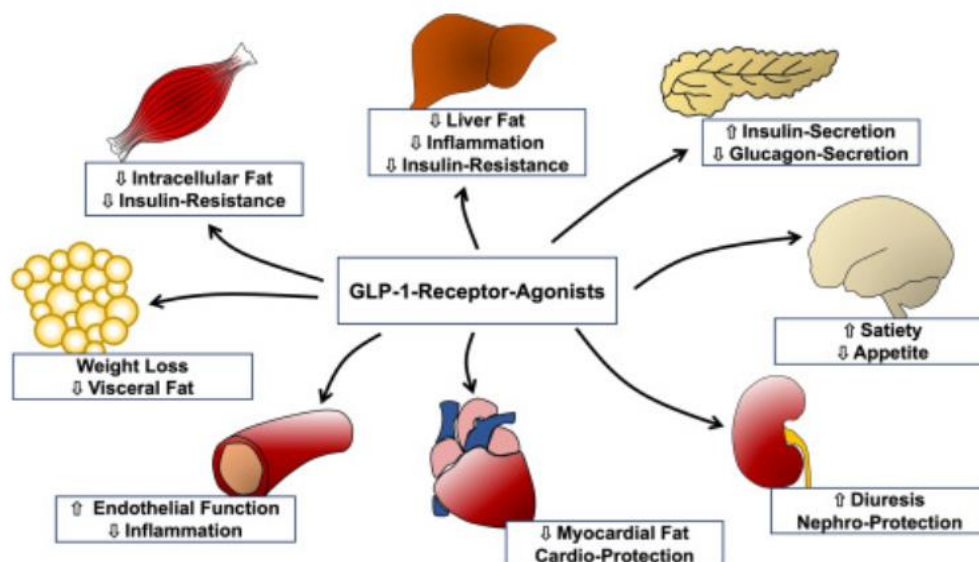 ⇩ Liver Fat
⇩ Inflammation
⇩ Insulin-Resistance
⇧ Insulin-Secretion
⇩ Glucagon-Secretion
⇩ Intracellular Fat
⇩ Insulin-Resistance
GLP-1-Receptor-Agonists
⇧ Satiety
⇩ Appetite
Weight Loss
⇩ Visceral Fat
⇧ Endothelial Function
⇩ Inflammation
⇩ Myocardial Fat
Cardio-Protection
⇧ Diuresis
Nephro-Protection